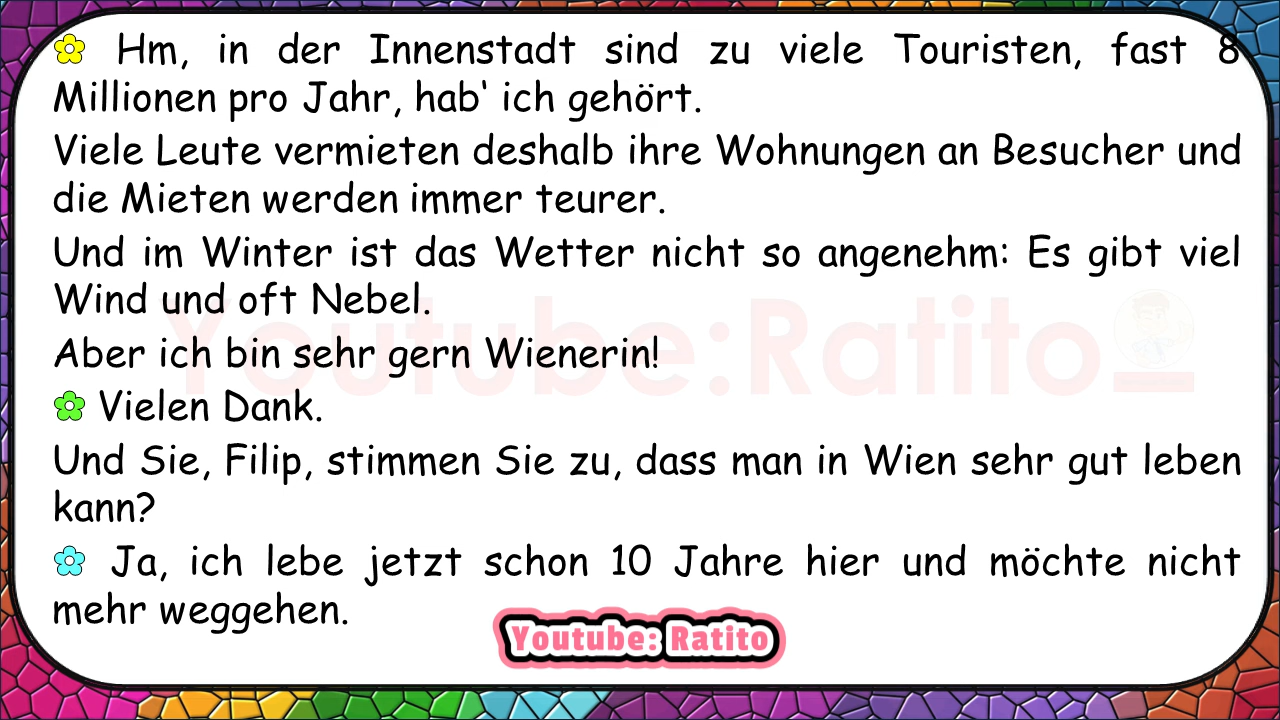 Hm, in der Innenstadt sind zu viele Touristen, fast 8
Millionen pro Jahr, hab' ich gehört.
Viele Leute vermieten deshalb ihre Wohnungen an Besucher und
die Mieten werden immer teurer.
Und im Winter ist das Wetter nicht so angenehm: Es gibt viel
Wind und oft Nebel.
Youtube:Ratito
Aber ich bin sehr gern Wienerin!
Vielen Dank.
Und Sie, Filip, stimmen Sie zu, dass man in Wien sehr gut leben
kann?
Ja, ich lebe jetzt schon 10 Jahre hier und möchte nicht
mehr weggehen.
Youtube: Ratito